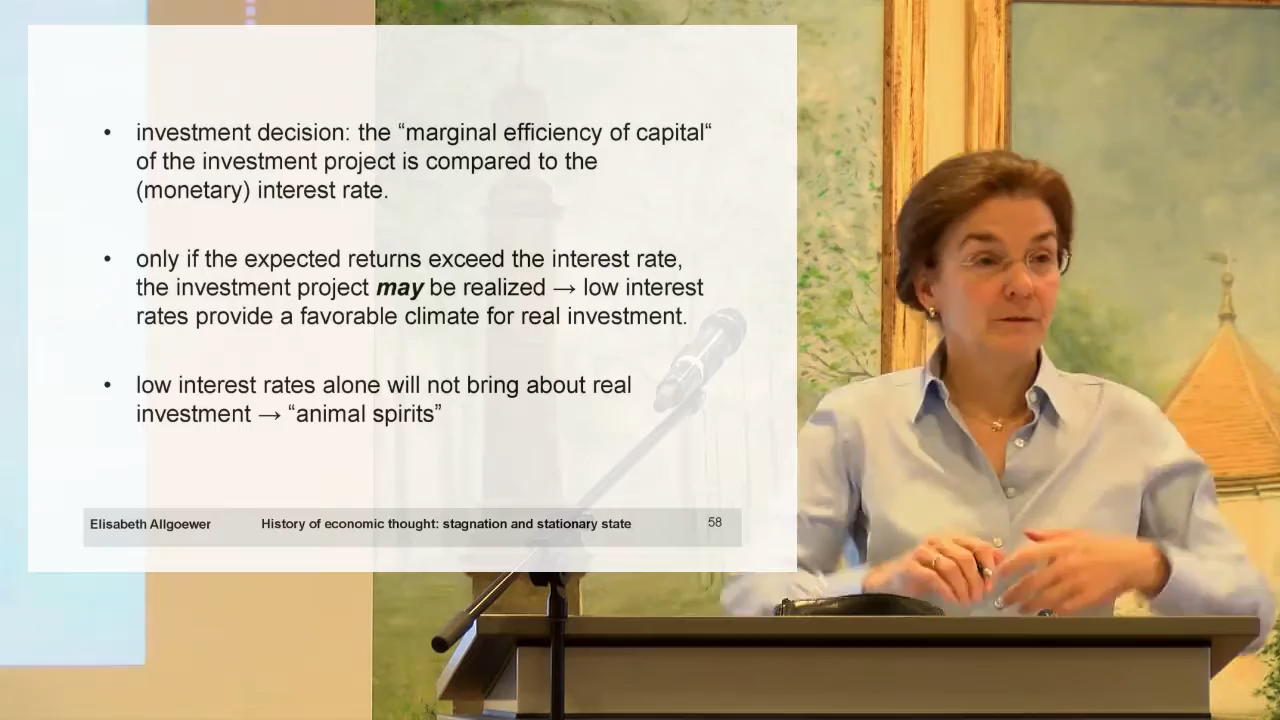 • investment decision: the “marginal efficiency of capital“
of the investment project is compared to the
(monetary) interest rate.
• only if the expected returns exceed the interest rate,
the investment project may be realized → low interest
rates provide a favorable climate for real investment.
• low interest rates alone will not bring about real
investment → “animal spirits”
Elisabeth Allgoewer History of economic thought: stagnation and stationary state 58